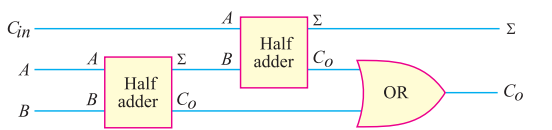 C_in A Σ Σ
Half adder
A A Σ B C_O
Half adder OR C_O
B B C_O